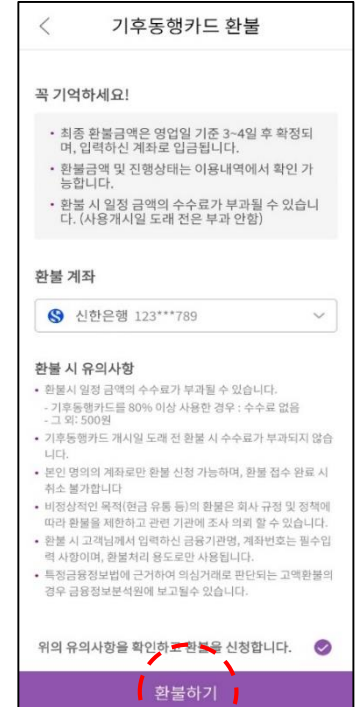 기후동행카드 환불
꼭 기억하세요!
• 최종 환불금액은 영업일 기준 3~4일 후 확정되
며, 입력하신 계좌로 입금됩니다.
• 환불금액 및 진행상태는 이용내역에서 확인 가
능합니다.
• 환불 시 일정 금액의 수수료가 부과될 수 있습니
다. (사용개시일 도래 전은 부과 안함)
환불 계좌
신한은행 123***789
환불 시 유의사항
• 환불시 일정 금액의 수수료가 부과될 수 있습니다.
- 기후동행카드를 80% 이상 사용한 경우 : 수수료 없음
- 그 외: 500원
• 기후동행카드 개시일 도래 전 환불 시 수수료가 부과되지 않습
니다.
• 본인 명의의 계좌로만 환불 신청 가능하며, 환불 접수 완료 시
취소 불가합니다
• 비정상적인 목적(현금 유통 등)의 환불은 회사 규정 및 정책에
따라 환불을 제한하고 관련 기관에 조사 의뢰 할 수 있습니다.
• 환불 시 고객님께서 입력하신 금융기관명, 계좌번호는 필수입
력 사항이며, 환불처리 용도로만 사용됩니다.
• 특정금융정보법에 근거하여 의심거래로 판단되는 고액환불의
경우 금융정보분석원에 보고될수 있습니다.
위의 유의사항을 확인하고 환불을 신청합니다.
환불하기